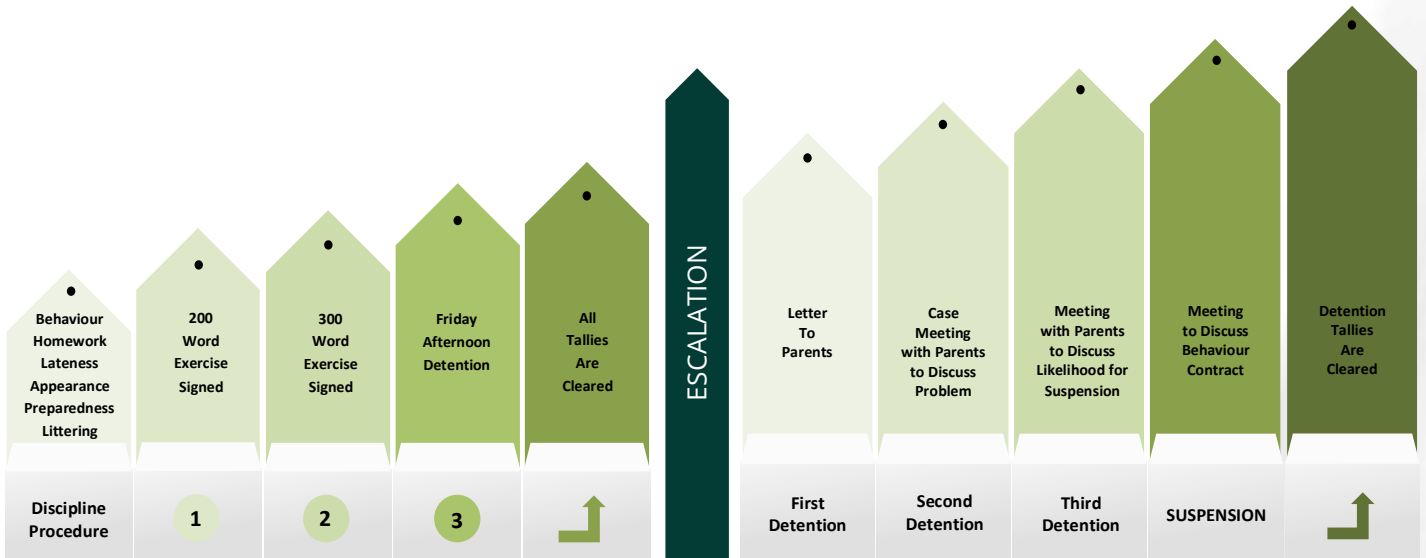 Behaviour
Homework
Lateness
Appearance
Preparedness
Littering
Discipline
Procedure
200
Word
Exercise
Signed
1
300
Word
Exercise
Signed
2
Friday
Afternoon
Detention
3
All
Tallies
Are
Cleared
ESCALATION
Letter
To
Parents
First
Detention
Case
Meeting
with Parents
to Discuss
Problem
Second
Detention
Meeting
with Parents
to Discuss
Likelihood for
Suspension
Third
Detention
Meeting
to Discuss
Behaviour
Contract
SUSPENSION
Detention
Tallies
Are
Cleared